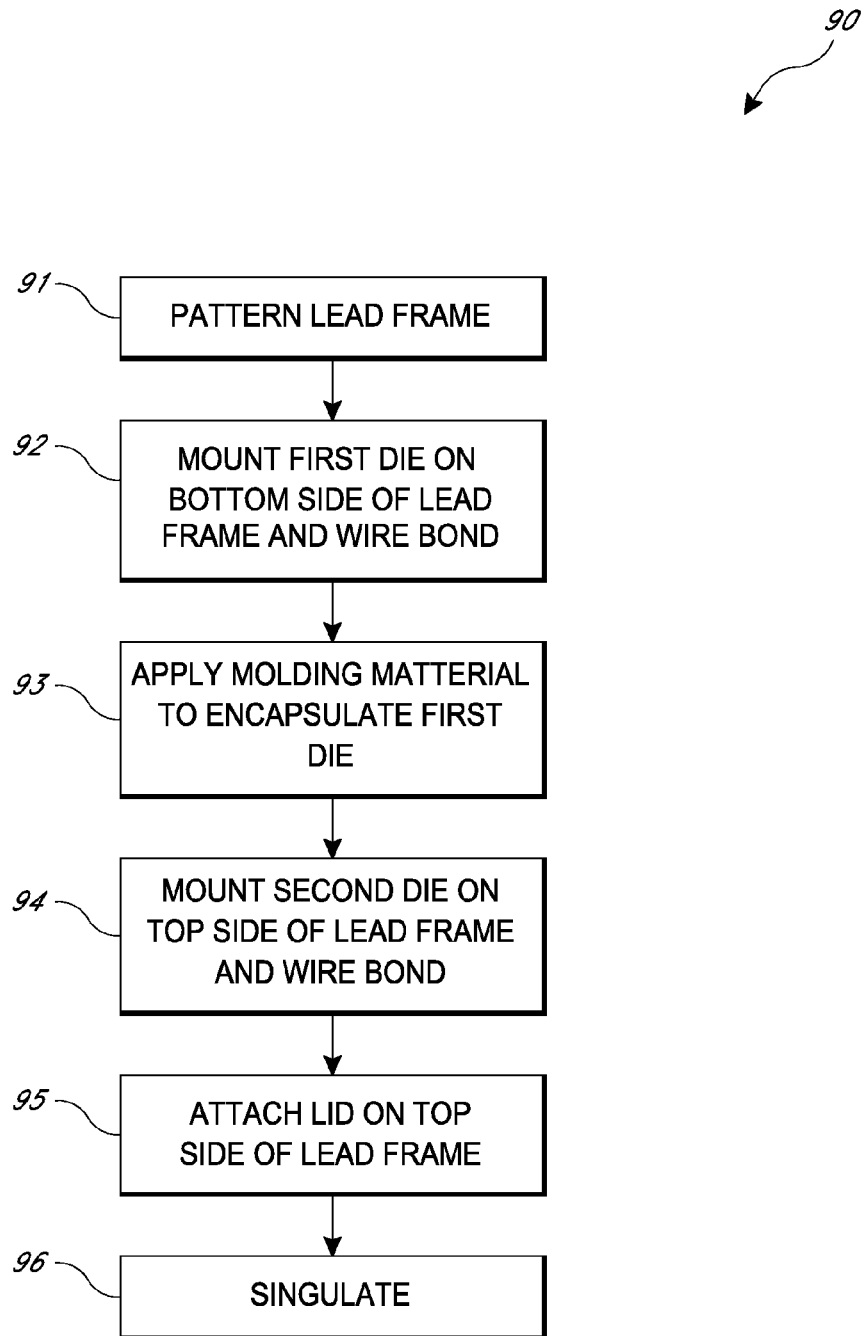 90
91
PATTERN LEAD FRAME
92
MOUNT FIRST DIE ON
BOTTOM SIDE OF LEAD
FRAME AND WIRE BOND
93
APPLY MOLDING MATTERIAL
TO ENCAPSULATE FIRST
DIE
94
MOUNT SECOND DIE ON
TOP SIDE OF LEAD FRAME
AND WIRE BOND
95
ATTACH LID ON TOP
SIDE OF LEAD FRAME
96
SINGULATE